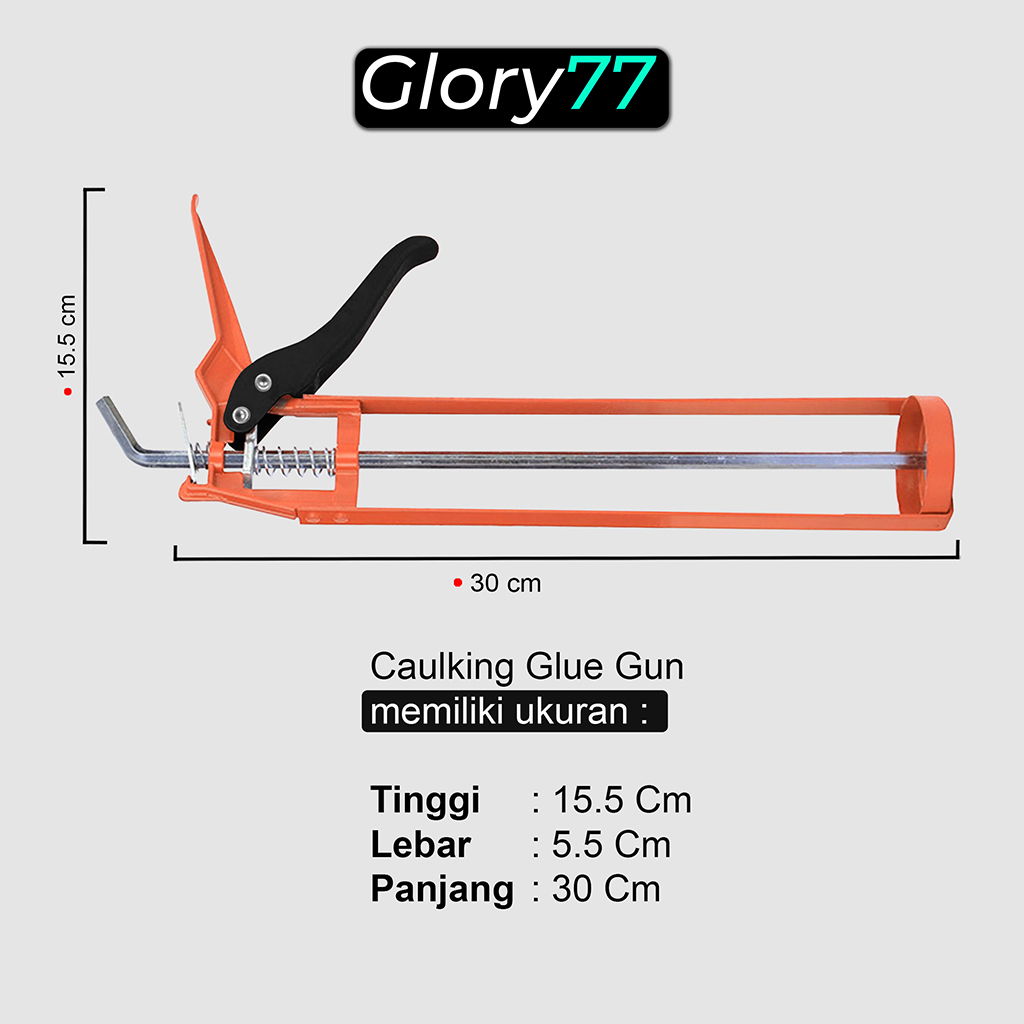 Glory77
• 15.5 cm
• 30 cm
Caulking Glue Gun
memiliki ukuran :
Tinggi : 15.5 Cm
Lebar : 5.5 Cm
Panjang : 30 Cm